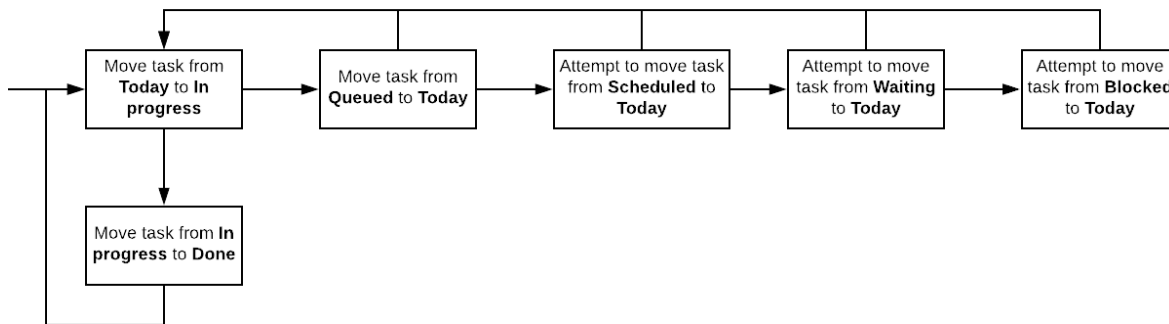 Move task from
Today to In
progress
Move task from
Queued to Today
Attempt to move task
from Scheduled to
Today
Attempt to move
task from Waiting
to Today
Attempt to move
task from Blocked
to Today
Move task from In
progress to Done